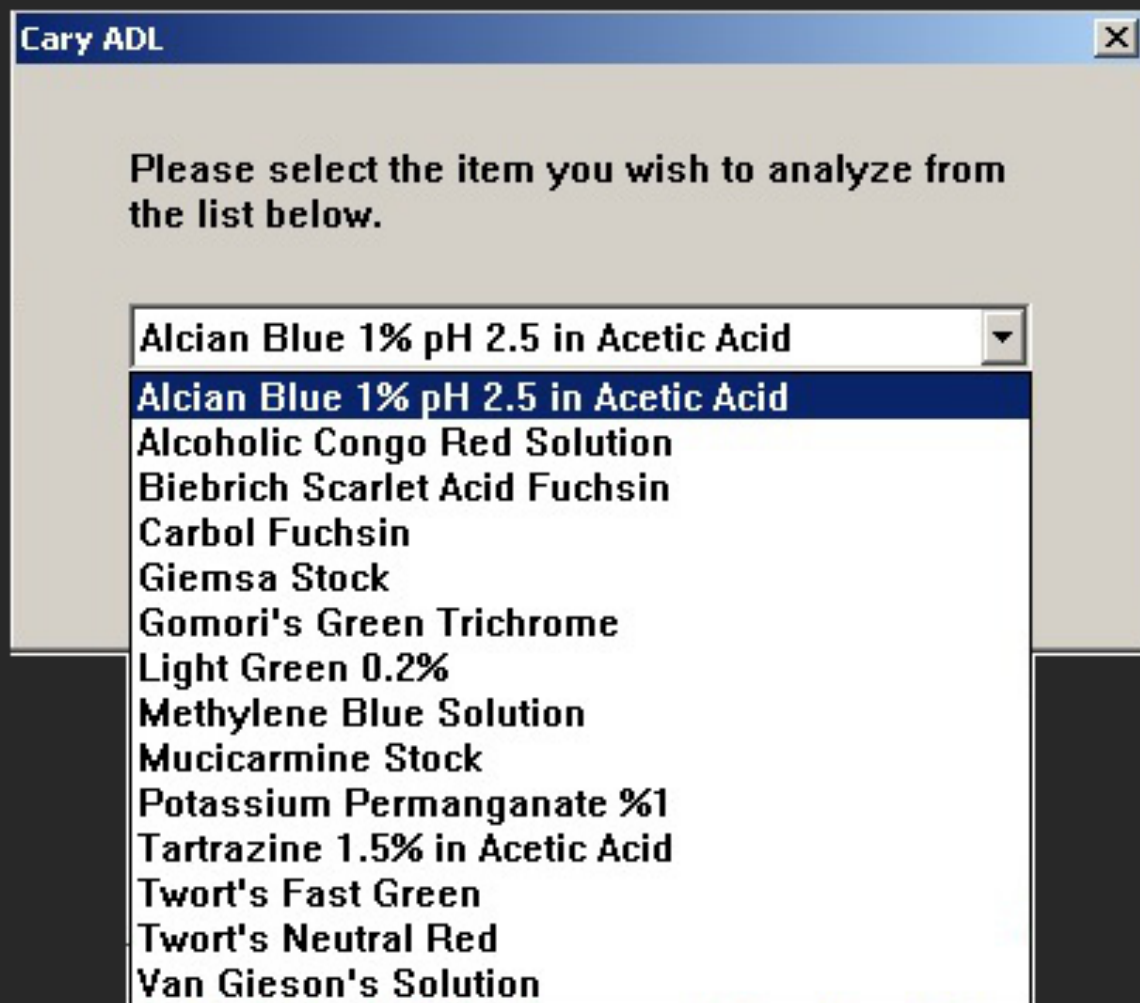 Cary ADL
Please select the item you wish to analyze from
the list below.
Alcian Blue 1% pH 2.5 in Acetic Acid
Alcian Blue 1% pH 2.5 in Acetic Acid
Alcoholic Congo Red Solution
Biebrich Scarlet Acid Fuchsin
Carbol Fuchsin
Giemsa Stock
Gomori's Green Trichrome
Light Green 0.2%
Methylene Blue Solution
Mucicarmine Stock
Potassium Permanganate %1
Tartrazine 1.5% in Acetic Acid
Twort's Fast Green
Twort's Neutral Red
Van Gieson's Solution